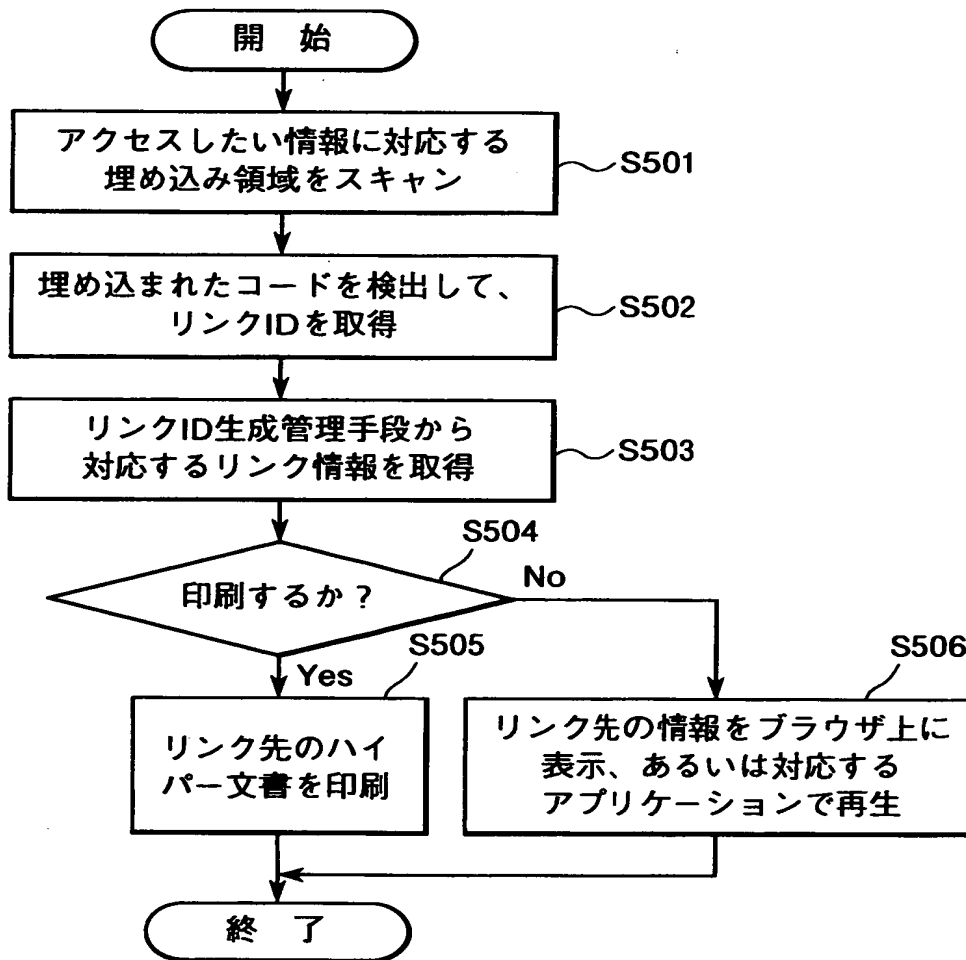 開 始
アクセスしたい情報に対応する
埋め込み領域をスキャン
S501
埋め込まれたコードを検出して、
リンクIDを取得
S502
リンクID生成管理手段から
対応するリンク情報を取得
S503
S504
印刷するか？
No
Yes
S505
リンク先のハイ
パー文書を印刷
S506
リンク先の情報をブラウザ上に
表示、あるいは対応する
アプリケーションで再生
終 了